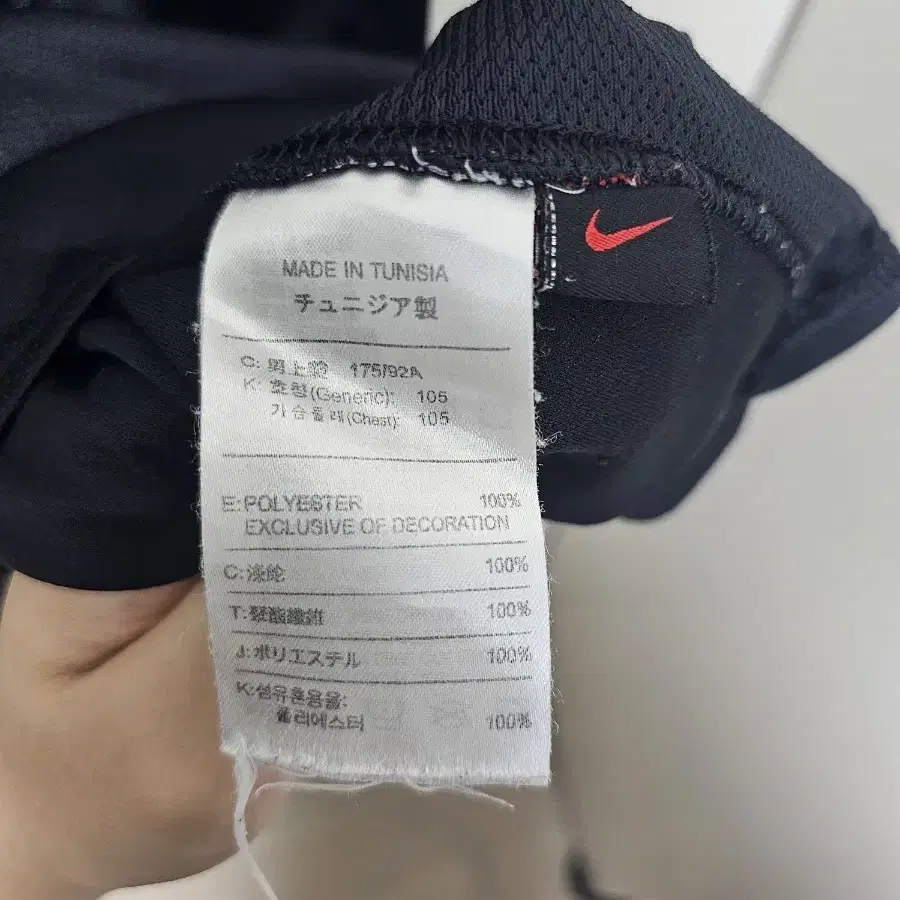 MADE IN TUNISIA
チュニジア製
C: 男上装 175/92A
K: 호칭(Generic): 105
가슴둘레(Chest): 105
E: POLYESTER 100%
EXCLUSIVE OF DECORATION
C: 涤纶 100%
T: 聚酯纖維 100%
J: ポリエステル 100%
K: 섬유혼용율:
폴리에스터 100%